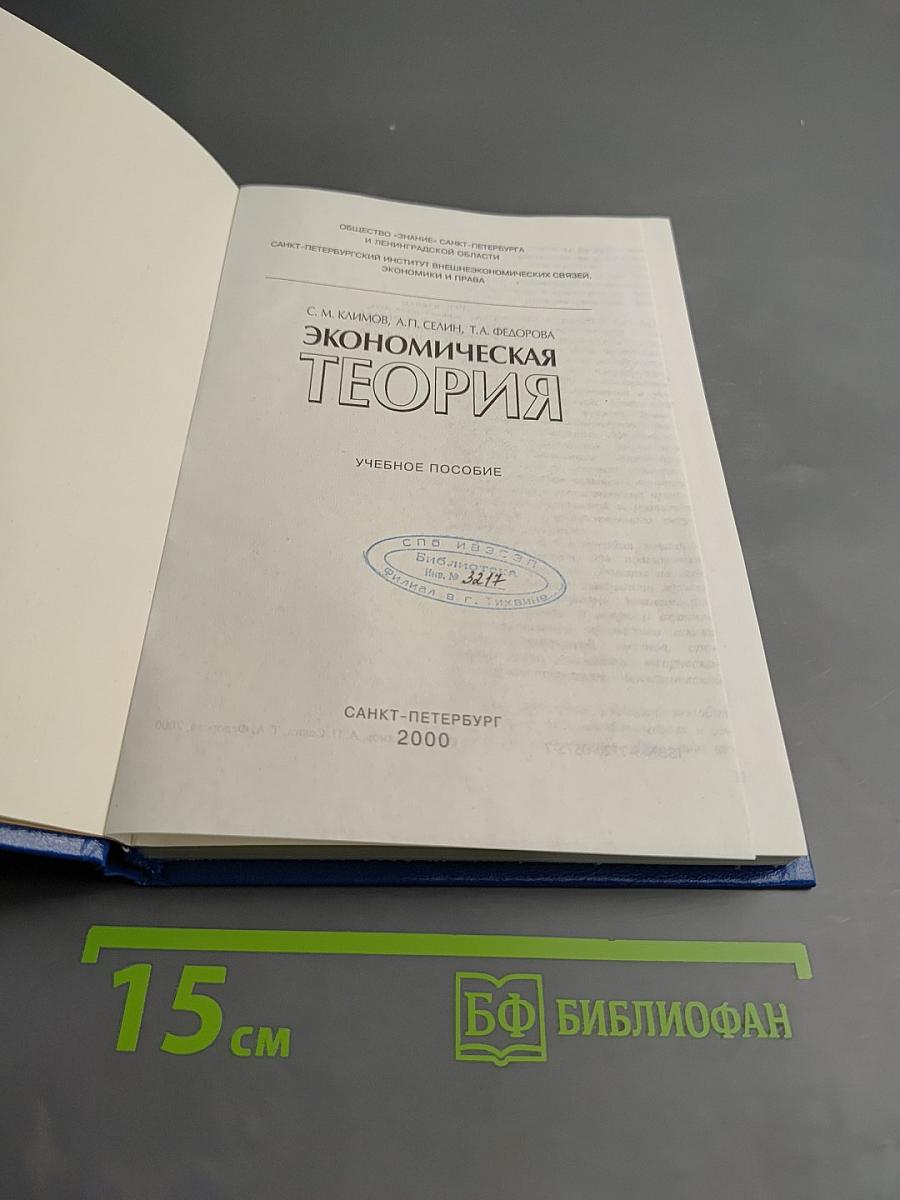 ОБЩЕСТВО «ЗНАНИЕ» САНКТ-ПЕТЕРБУРГА
И ЛЕНИНГРАДСКОЙ ОБЛАСТИ
САНКТ-ПЕТЕРБУРГСКИЙ ИНСТИТУТ ВНЕШНЕЭКОНОМИЧЕСКИХ СВЯЗЕЙ,
ЭКОНОМИКИ И ПРАВА
С. М. КЛИМОВ, А.П. СЕЛИН, Т.А. ФЕДОРОВА
ЭКОНОМИЧЕСКАЯ
ТЕОРИЯ
УЧЕБНОЕ ПОСОБИЕ
СПб ИВЭСЭП
Библиотека
Инв. № 3217
Филиал в г. Тихвине
САНКТ-ПЕТЕРБУРГ
2000
15 см
БФ БИБЛИОФАН